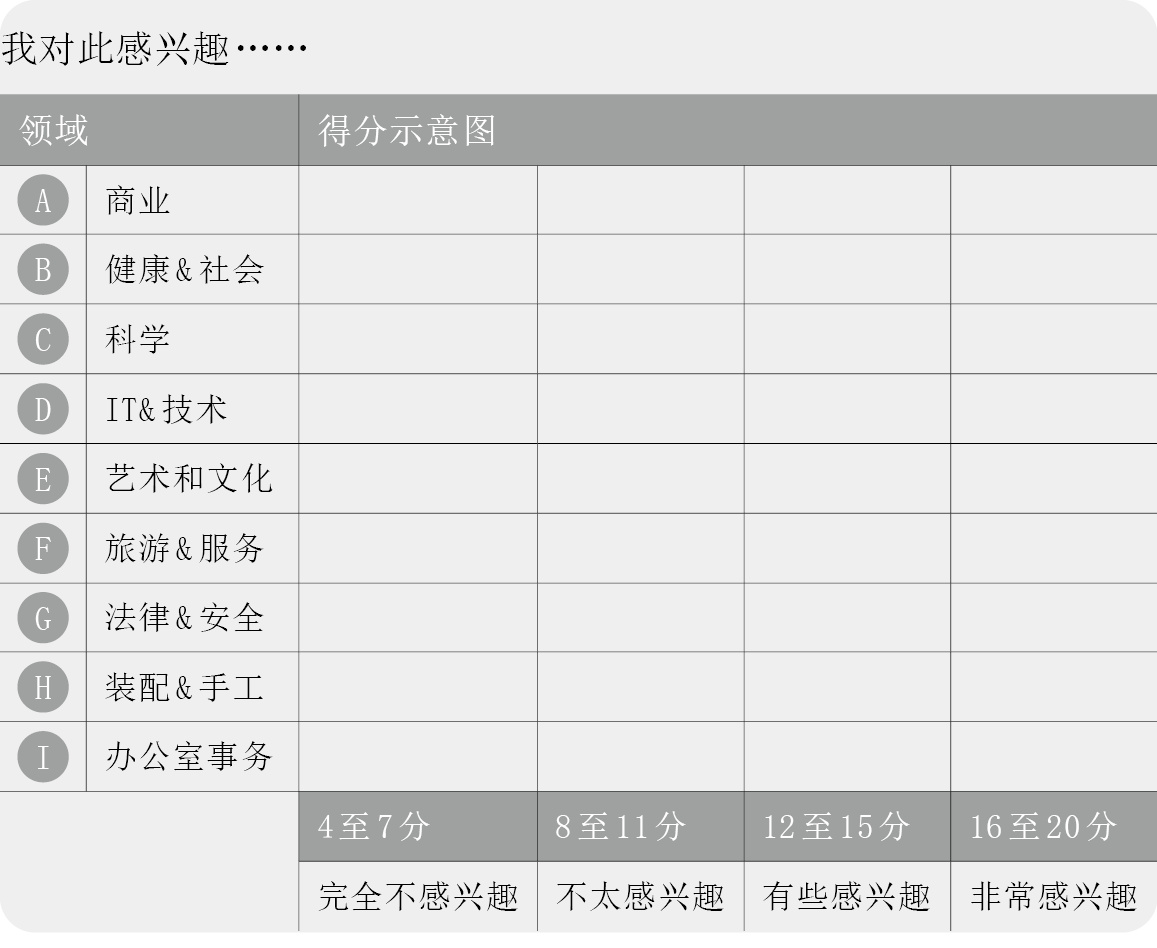 我对此感兴趣······
领域 得分示意图
A 商业
B 健康&社会
C 科学
D IT&技术
E 艺术和文化
F 旅游&服务
G 法律&安全
H 装配&手工
I 办公室事务
4至7分 8至11分 12至15分 16至20分
完全不感兴趣 不太感兴趣 有些感兴趣 非常感兴趣